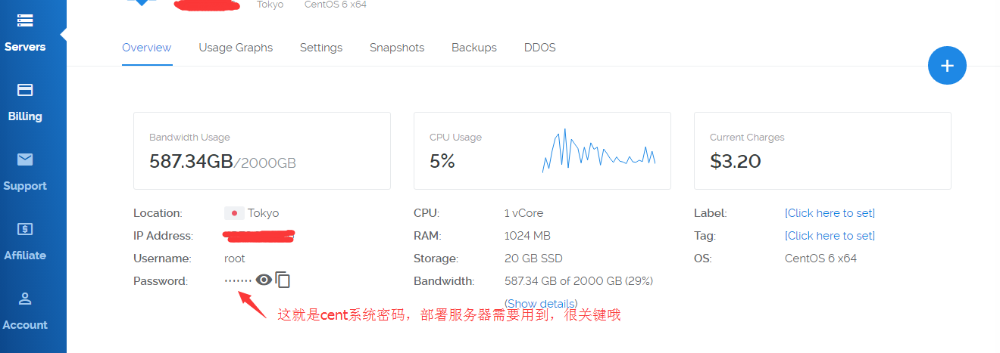 Tokyo CentOS 6 x64
Servers
Overview Usage Graphs Settings Snapshots Backups DDOS
+
Billing
Bandwidth Usage
587.34GB/2000GB
CPU Usage
5%
Current Charges
$3.20
Support
Location: Tokyo
CPU: 1 vCore
Label: [Click here to set]
IP Address:
RAM: 1024 MB
Tag: [Click here to set]
Affiliate
Username: root
Storage: 20 GB SSD
OS: CentOS 6 x64
Password: ·······
Bandwidth: 587.34 GB of 2000 GB (29%)
(Show details)
这就是cent系统密码，部署服务器需要用到，很关键哦
Account